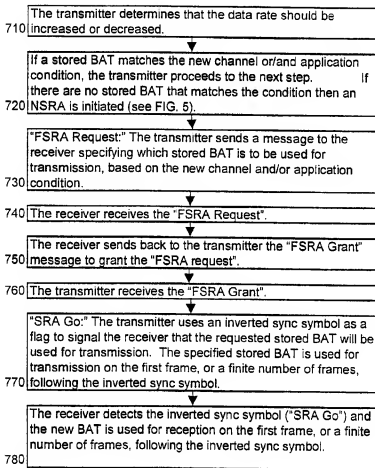 The transmitter determines that the data rate should be
710 increased or decreased.
If a stored BAT matches the new channel or/and application
condition, the transmitter proceeds to the next step. If
there are no stored BAT that matches the condition then an
720 NSRA is initiated (see FIG. 5).
"FSRA Request:" The transmitter sends a message to the
receiver specifying which stored BAT is to be used for
transmission, based on the new channel and/or application
730 condition.
740 The receiver receives the "FSRA Request".
The receiver sends back to the transmitter the "FSRA Grant"
750 message to grant the "FSRA request".
760 The transmitter receives the "FSRA Grant".
"SRA Go:" The transmitter uses an inverted sync symbol as a
flag to signal the receiver that the requested stored BAT will be
used for transmission. The specified stored BAT is used for
transmission on the first frame, or a finite number of frames,
770 following the inverted sync symbol.
The receiver detects the inverted sync symbol ("SRA Go") and
the new BAT is used for reception on the first frame, or a finite
number of frames, following the inverted sync symbol.
780